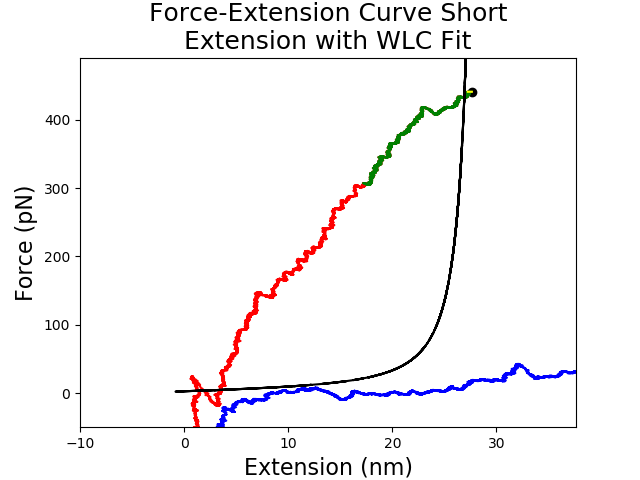 Force-Extension Curve Short
Extension with WLC Fit
Force (pN)
400
300
200
100
0
−10
0
10
20
30
Extension (nm)